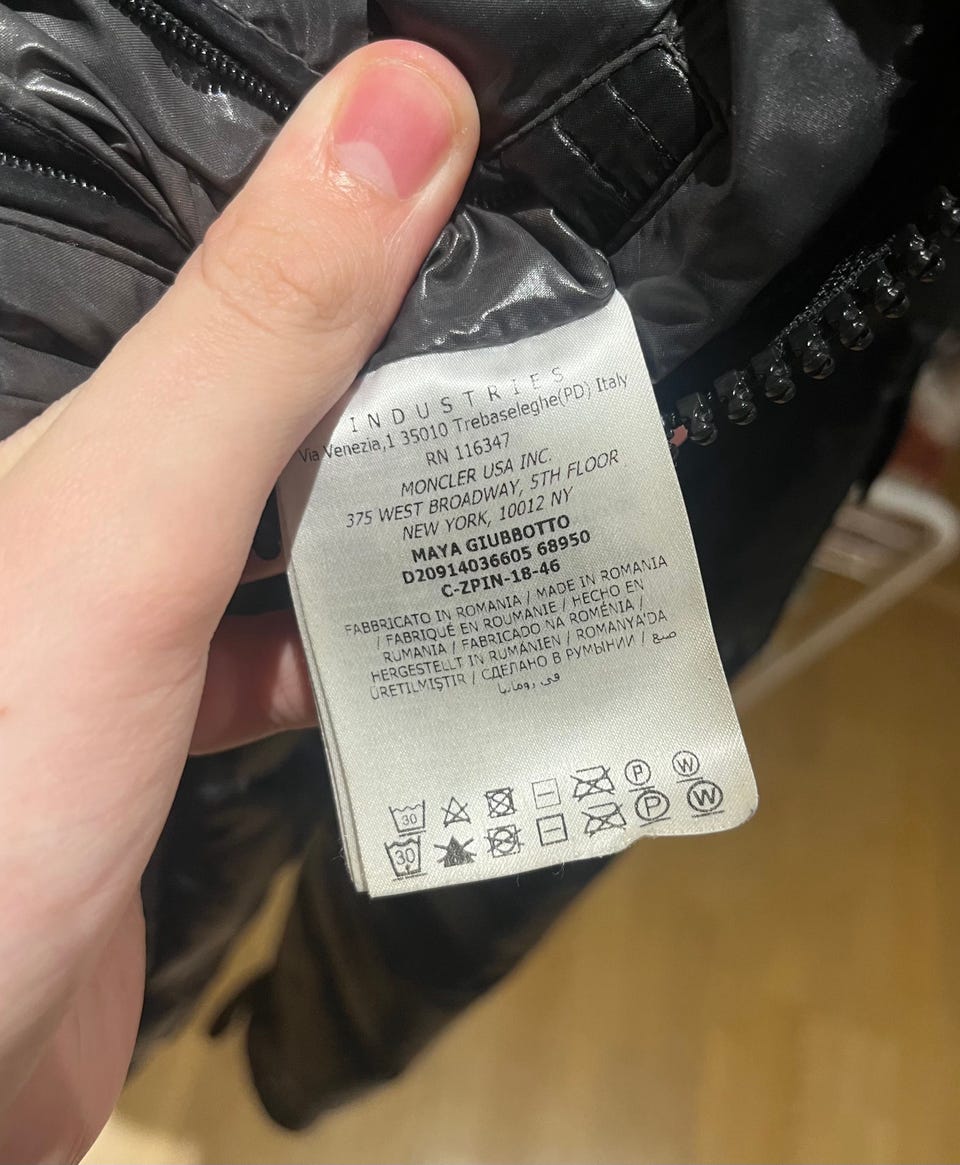 INDUSTRIES
Via Venezia,1 35010 Trebaseleghe(PD) Italy
RN 116347
MONCLER USA INC.
375 WEST BROADWAY, 5TH FLOOR
NEW YORK, 10012 NY
MAYA GIUBBOTTO
D20914036605 68950
C-ZPIN-18-46
FABBRICATO IN ROMANIA / MADE IN ROMANIA
/ FABRIQUÉ EN ROUMANIE / HECHO EN
RUMANIA / FABRICADO NA ROMÉNIA /
HERGESTELLT IN RUMÄNIEN / ROMANYA'DA
ÜRETILMIŞTIR / СДЕЛАНО В РУМЫНИИ / صنع
فى رومانيا
30 P W
30 P W